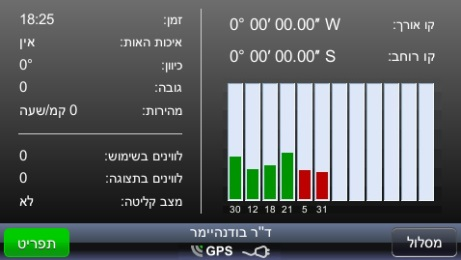 קו אורך: 0° 00′ 00.00″ W
קו רוחב: 0° 00′ 00.00″ S
30 12 18 21 5 31
זמן: 18:25
איכות האות: אין
כיוון: 0°
גובה: 0
מהירות: 0 קמ/שעה
לווינים בשימוש: 0
לווינים בתצוגה: 0
מצב קליטה: לא
מסלול
ד"ר בודנהיימר
GPS
תפריט